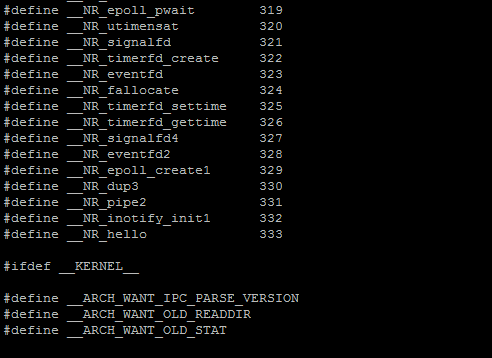 #define __NR_epoll_pwait 319
#define __NR_utimensat 320
#define __NR_signalfd 321
#define __NR_timerfd_create 322
#define __NR_eventfd 323
#define __NR_fallocate 324
#define __NR_timerfd_settime 325
#define __NR_timerfd_gettime 326
#define __NR_signalfd4 327
#define __NR_eventfd2 328
#define __NR_epoll_create1 329
#define __NR_dup3 330
#define __NR_pipe2 331
#define __NR_inotify_init1 332
#define __NR_hello 333
#ifdef __KERNEL__
#define __ARCH_WANT_IPC_PARSE_VERSION
#define __ARCH_WANT_OLD_READDIR
#define __ARCH_WANT_OLD_STAT